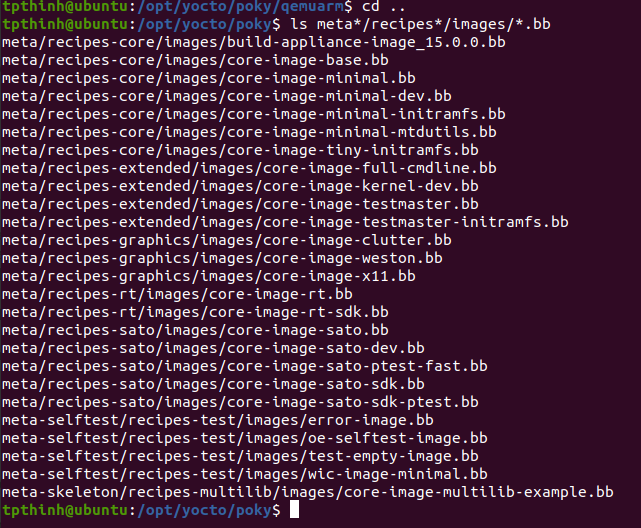 tpthinh@ubuntu:/opt/yocto/poky/qemuarm$ cd ..
tpthinh@ubuntu:/opt/yocto/poky$ ls meta*/recipes*/images/*.bb
meta/recipes-core/images/build-appliance-image_15.0.0.bb
meta/recipes-core/images/core-image-base.bb
meta/recipes-core/images/core-image-minimal.bb
meta/recipes-core/images/core-image-minimal-dev.bb
meta/recipes-core/images/core-image-minimal-initramfs.bb
meta/recipes-core/images/core-image-minimal-mtdutils.bb
meta/recipes-core/images/core-image-tiny-initramfs.bb
meta/recipes-extended/images/core-image-full-cmdline.bb
meta/recipes-extended/images/core-image-kernel-dev.bb
meta/recipes-extended/images/core-image-testmaster.bb
meta/recipes-extended/images/core-image-testmaster-initramfs.bb
meta/recipes-graphics/images/core-image-clutter.bb
meta/recipes-graphics/images/core-image-weston.bb
meta/recipes-graphics/images/core-image-x11.bb
meta/recipes-rt/images/core-image-rt.bb
meta/recipes-rt/images/core-image-rt-sdk.bb
meta/recipes-sato/images/core-image-sato.bb
meta/recipes-sato/images/core-image-sato-dev.bb
meta/recipes-sato/images/core-image-sato-ptest-fast.bb
meta/recipes-sato/images/core-image-sato-sdk.bb
meta/recipes-sato/images/core-image-sato-sdk-ptest.bb
meta-selftest/recipes-test/images/error-image.bb
meta-selftest/recipes-test/images/oe-selftest-image.bb
meta-selftest/recipes-test/images/test-empty-image.bb
meta-selftest/recipes-test/images/wic-image-minimal.bb
meta-skeleton/recipes-multilib/images/core-image-multilib-example.bb
tpthinh@ubuntu:/opt/yocto/poky$